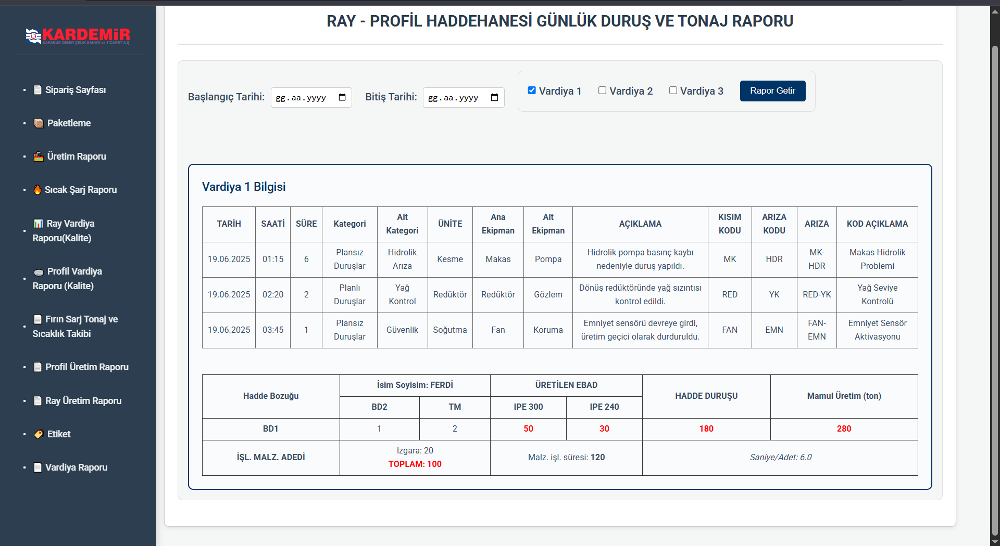 KARDEMİR
KARABÜK DEMİR ÇELİK SANAYİ ve TİCARET A.Ş.
Sipariş Sayfası
Paketleme
Üretim Raporu
Sıcak Şarj Raporu
Ray Vardiya
Raporu(Kalite)
Profil Vardiya
Raporu (Kalite)
Fırın Sarj Tonaj ve
Sıcaklık Takibi
Profil Üretim Raporu
Ray Üretim Raporu
Etiket
Vardiya Raporu
RAY - PROFİL HADDEHANESİ GÜNLÜK DURUŞ VE TONAJ RAPORU
Başlangıç Tarihi: gg.aa.yyyy Bitiş Tarihi: gg.aa.yyyy Vardiya 1 Vardiya 2 Vardiya 3 Rapor Getir
Vardiya 1 Bilgisi
TARİH SAATİ SÜRE Kategori Alt Kategori ÜNİTE Ana Ekipman Alt Ekipman AÇIKLAMA KISIM KODU ARIZA KODU ARIZA KOD AÇIKLAMA
19.06.2025 01:15 6 Plansız Duruşlar Hidrolik Arıza Kesme Makas Pompa Hidrolik pompa basınç kaybı nedeniyle duruş yapıldı. MK HDR MK-HDR Makas Hidrolik Problemi
19.06.2025 02:20 2 Planlı Duruşlar Yağ Kontrol Redüktör Redüktör Gözlem Dönüş redüktöründe yağ sızıntısı kontrol edildi. RED YK RED-YK Yağ Seviye Kontrolü
19.06.2025 03:45 1 Plansız Duruşlar Güvenlik Soğutma Fan Koruma Emniyet sensörü devreye girdi, üretim geçici olarak durduruldu. FAN EMN FAN-EMN Emniyet Sensör Aktivasyonu
Hadde Bozuğu İsim Soyisim: FERDİ ÜRETİLEN EBAD HADDE DURUŞU Mamul Üretim (ton)
BD2 TM IPE 300 IPE 240
BD1 1 2 50 30 180 280
İŞL. MALZ. ADEDİ Izgara: 20 Malz. işl. süresi: 120 Saniye/Adet: 6.0
TOPLAM: 100